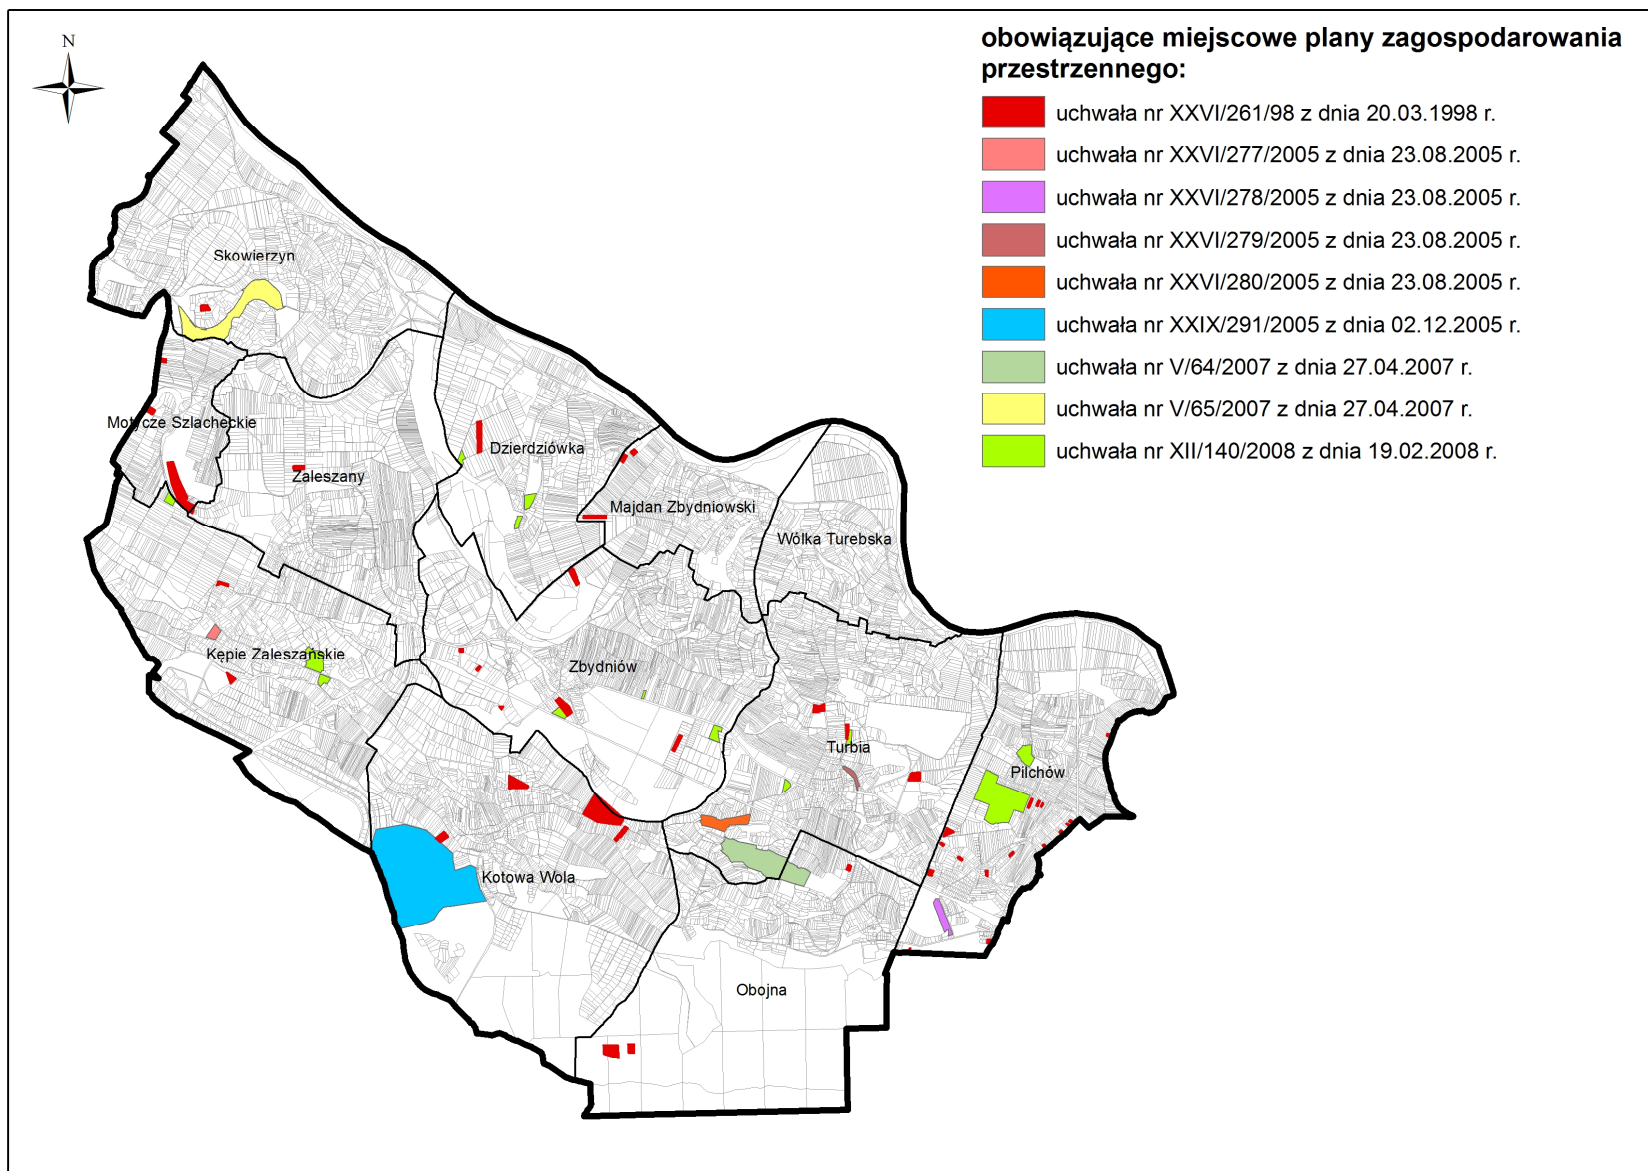 N
obowiązujące miejscowe plany zagospodarowania
przestrzennego:
uchwała nr XXVI/261/98 z dnia 20.03.1998 r.
uchwała nr XXVI/277/2005 z dnia 23.08.2005 r.
uchwała nr XXVI/278/2005 z dnia 23.08.2005 r.
uchwała nr XXVI/279/2005 z dnia 23.08.2005 r.
uchwała nr XXVI/280/2005 z dnia 23.08.2005 r.
uchwała nr XXIX/291/2005 z dnia 02.12.2005 r.
uchwała nr V/64/2007 z dnia 27.04.2007 r.
uchwała nr V/65/2007 z dnia 27.04.2007 r.
uchwała nr XII/140/2008 z dnia 19.02.2008 r.
Skowierzyn
Motycze Szlacheckie
Dzierdziówka
Zaleszany
Majdan Zbydniowski
Wólka Turebska
Kępie Zaleszańskie
Zbydniów
Turbia
Pilchów
Kotowa Wola
Obojna